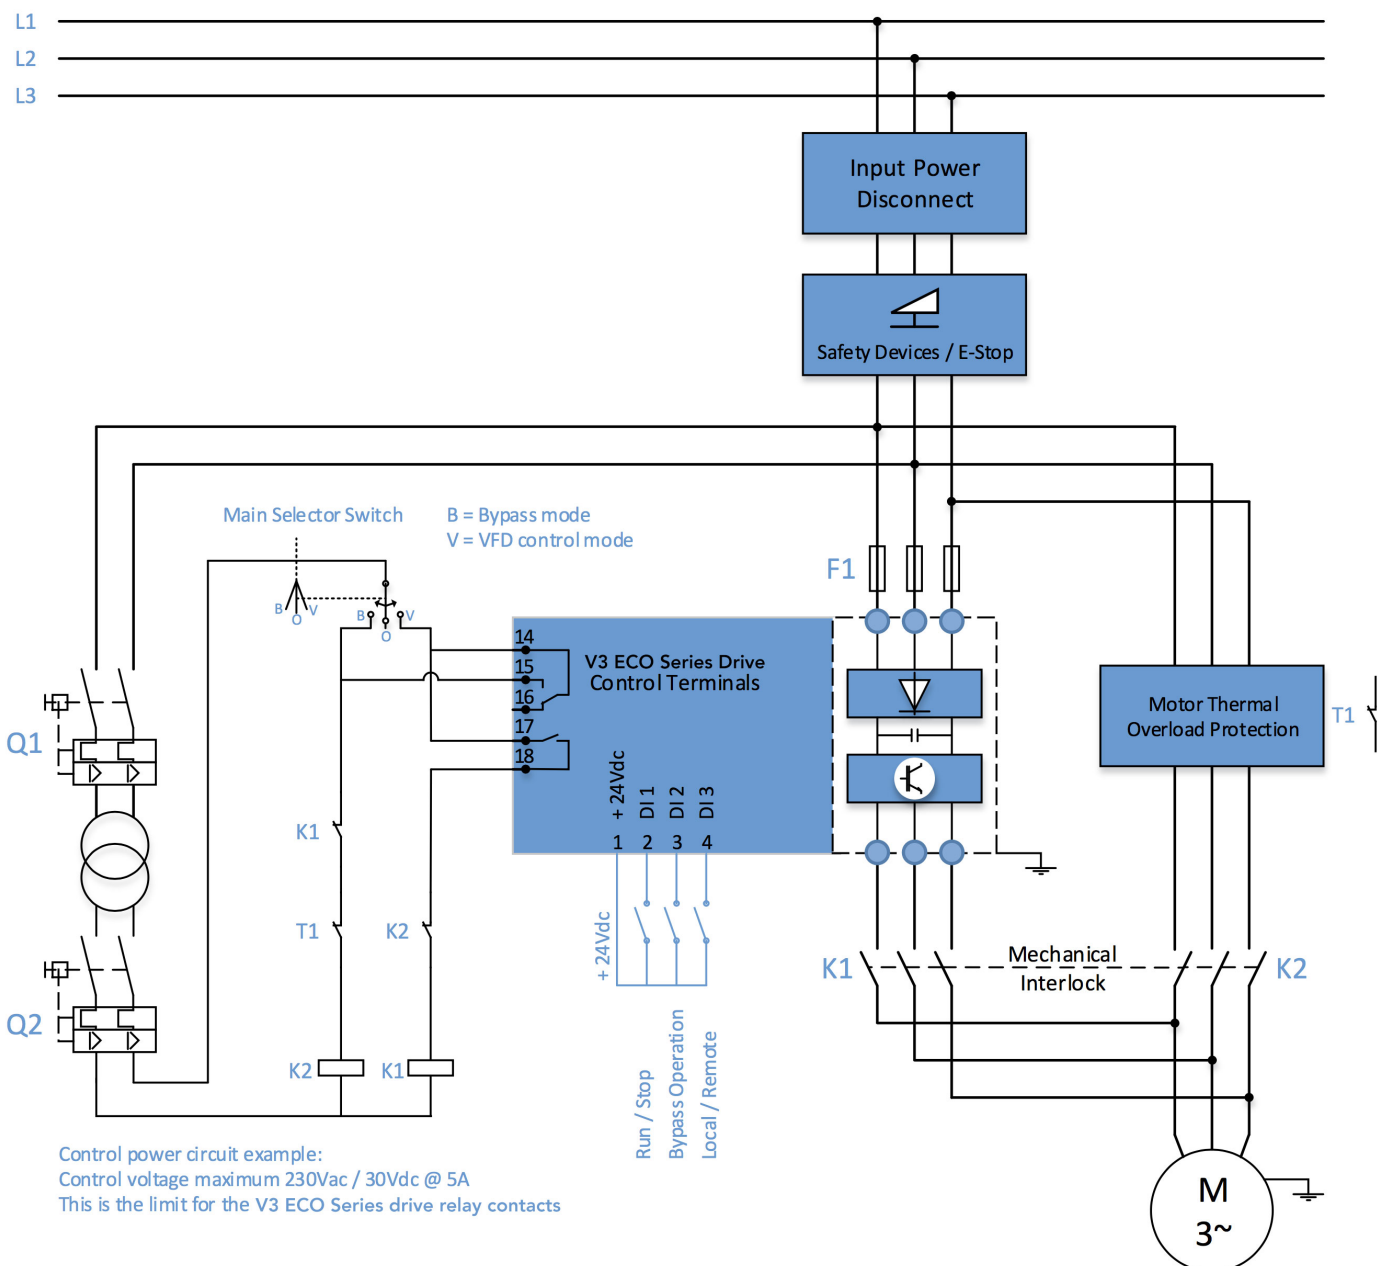 L1
L2
L3
Input Power
Disconnect
Safety Devices / E-Stop
Main Selector Switch
B = Bypass mode
V = VFD control mode
F1
B
V
O
B
V
O
14
15
16
17
18
V3 ECO Series Drive
Control Terminals
+ 24Vdc
DI 1
DI 2
DI 3
1
2
3
4
Motor Thermal
Overload Protection
T1
Q1
K1
T1
K2
+ 24Vdc
K1
Mechanical
Interlock
K2
Q2
K2
K1
Run / Stop
Bypass Operation
Local / Remote
Control power circuit example:
Control voltage maximum 230Vac / 30Vdc @ 5A
This is the limit for the V3 ECO Series drive relay contacts
M
3~